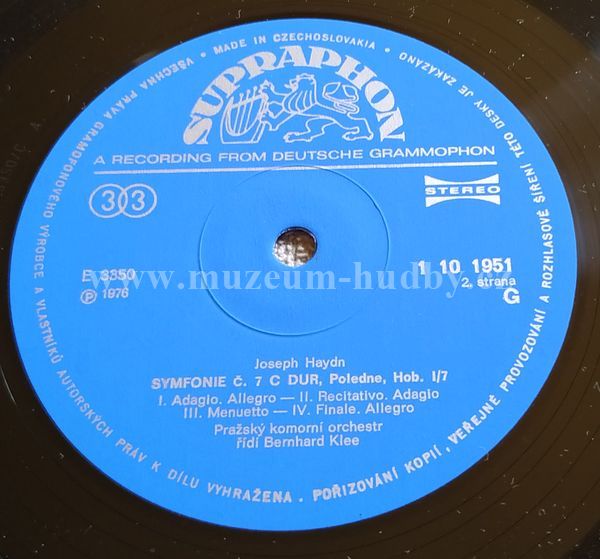 VŠECHNA PRÁVA GRAMOFONOVÉHO VÝROBCE A VLASTNÍKŮ AUTORSKÝCH PRÁV K DÍLU VYHRAŽENA. POŘIZOVÁNÍ KOPIÍ, VEŘEJNÉ PROVOZOVÁNÍ A ROZHLASOVÉ ŠÍŘENÍ TÉTO DESKY JE ZAKÁZÁNO • MADE IN CZECHOSLOVAKIA •
SUPRAPHON
A RECORDING FROM DEUTSCHE GRAMMOPHON
33
STEREO
E 3350
℗ 1976
1 10 1951
2. strana
G
www.muzeum-hudby.cz
Joseph Haydn
SYMFONIE Č. 7 C DUR, Poledne, Hob. I/7
I. Adagio. Allegro — II. Recitativo. Adagio
III. Menuetto — IV. Finale. Allegro
Pražský komorní orchestr
řídí Bernhard Klee